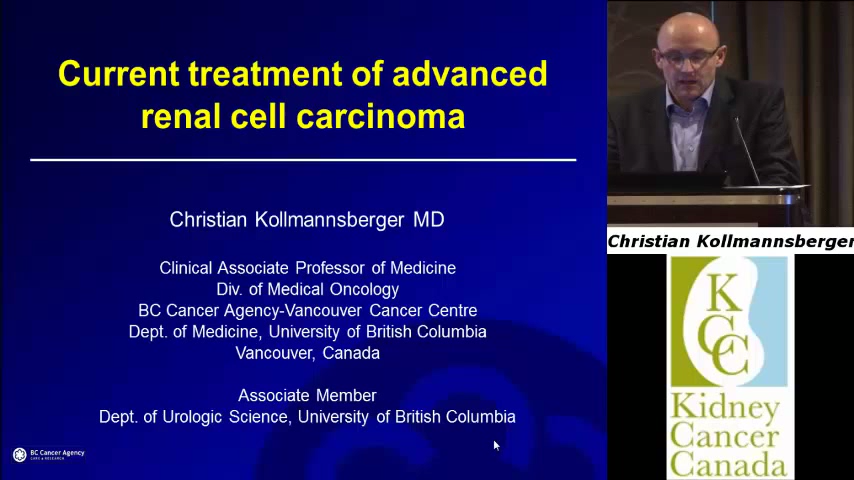 Current treatment of advanced
renal cell carcinoma
Christian Kollmannsberger MD
Clinical Associate Professor of Medicine
Div. of Medical Oncology
BC Cancer Agency-Vancouver Cancer Centre
Dept. of Medicine, University of British Columbia
Vancouver, Canada
Associate Member
Dept. of Urologic Science, University of British Columbia
BC Cancer Agency
CARE & RESEARCH
Christian Kollmannsberger
KCC
Kidney
Cancer
Canada